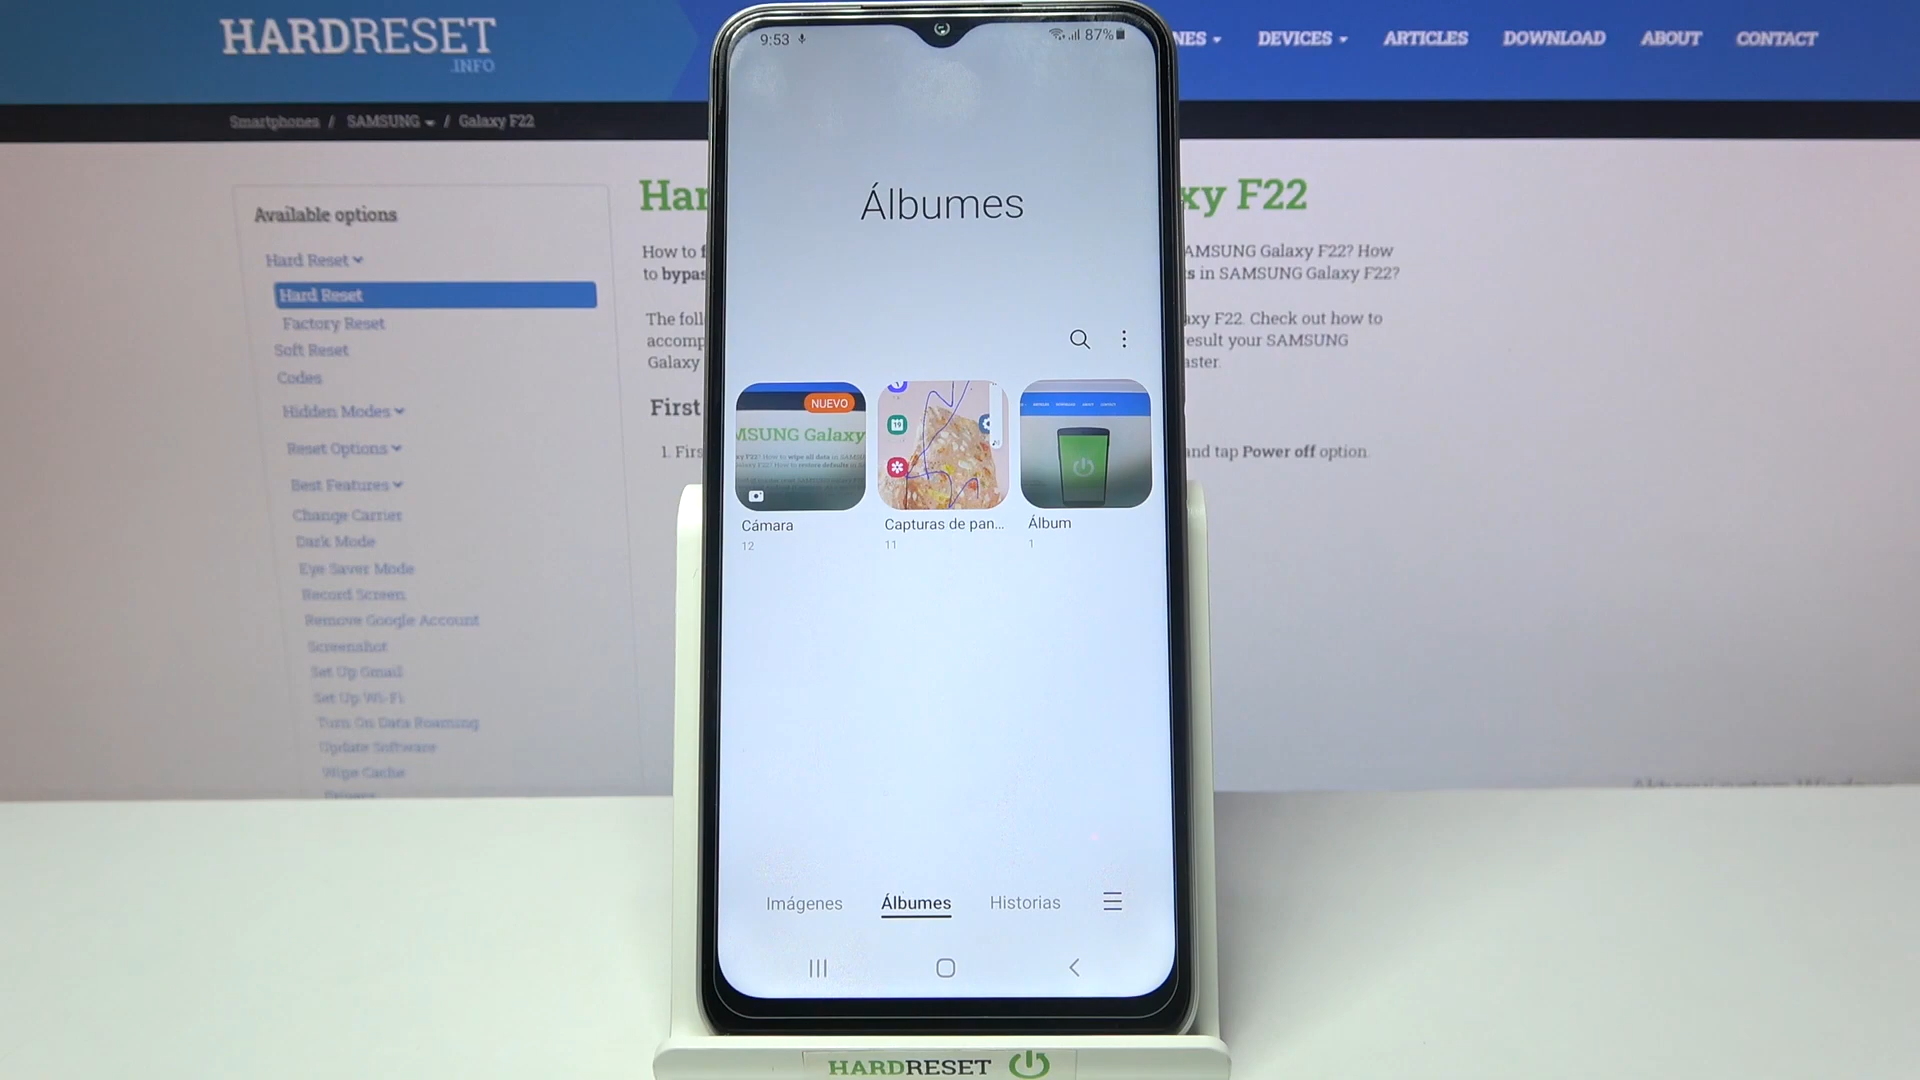 HARDRESET
.INFO
NES
DEVICES
ARTICLES
DOWNLOAD
ABOUT
CONTACT
Smartphones / SAMSUNG / Galaxy F22
Available options
Hard Reset
Hard Reset
Factory Reset
Soft Reset
Codes
Hidden Modes
Reset Options
Best Features
Change Carrier
Dark Mode
Eye Saver Mode
Record Screen
Remove Google Account
Screenshot
Set Up Gmail
Set Up Wi-Fi
Turn On Data Roaming
Update Software
Wipe Cache
Har
xy F22
How to f
AMSUNG Galaxy F22? How
to bypas
s in SAMSUNG Galaxy F22?
The foll
axy F22. Check out how to
accomp
esult your SAMSUNG
Galaxy
aster.
First
1. Firs
and tap Power off option.
9:53
87%
Álbumes
NUEVO
MSUNG Galaxy
19
Cámara
12
Capturas de pan...
11
Álbum
1
Imágenes
Álbumes
Historias
HARDRESET